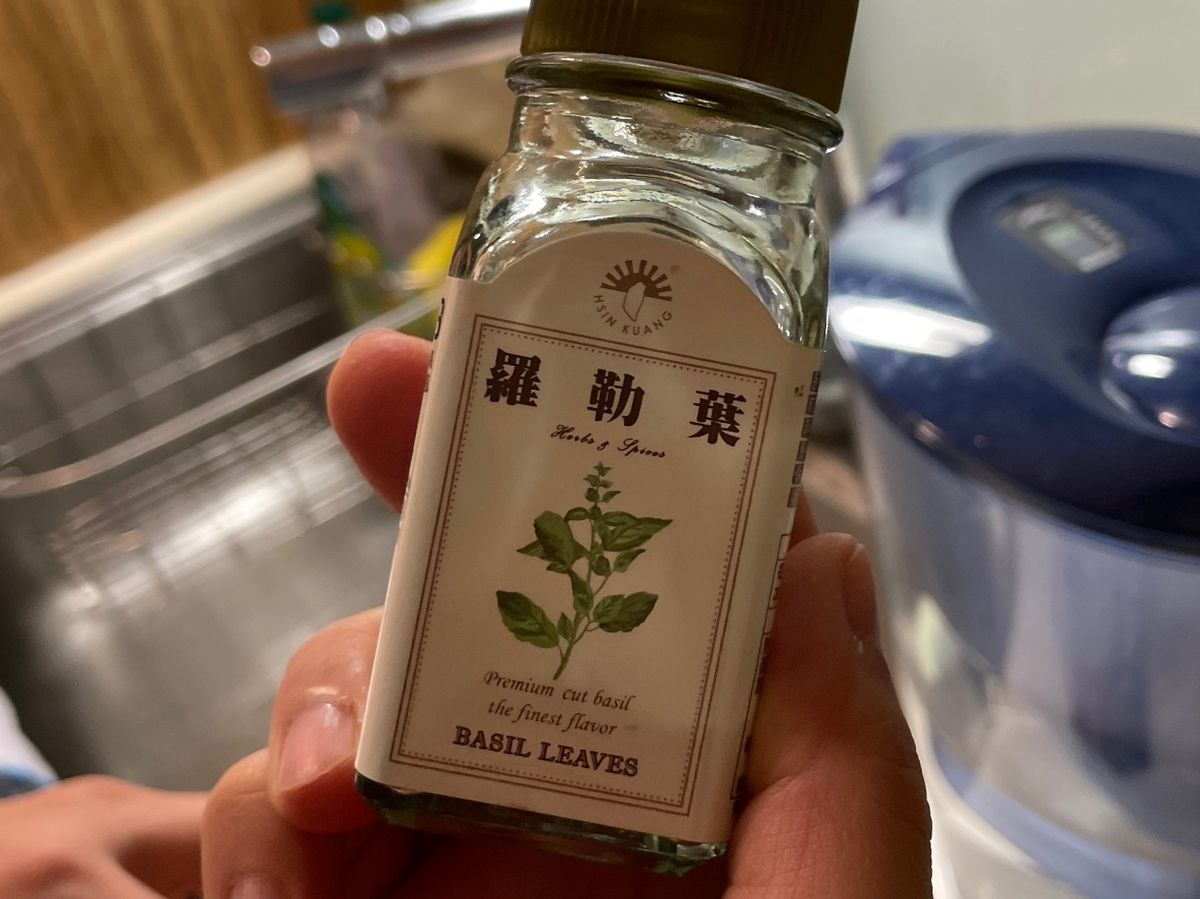 HSIN KUANG
羅勒葉
Herbs & Spices
Premium cut basil
the finest flavor
BASIL LEAVES